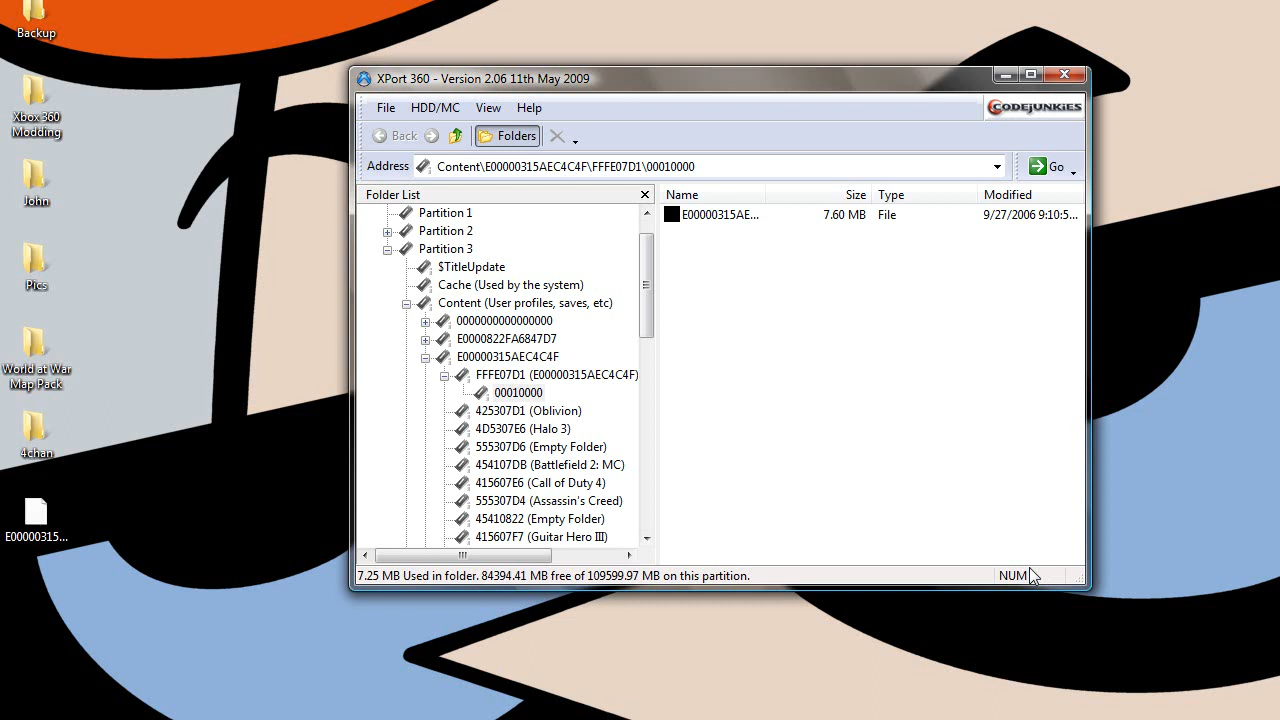 Backup
Xbox 360
Modding
John
Pics
World at War
Map Pack
4chan
E00000315...
XPort 360 - Version 2.06 11th May 2009
File HDD/MC View Help
CODEJUNKIES
Back Folders
Address Content\E00000315AEC4C4F\FFFE07D1\00010000 Go
Folder List
Partition 1
Partition 2
Partition 3
$TitleUpdate
Cache (Used by the system)
Content (User profiles, saves, etc)
0000000000000000
E0000822FA6847D7
E00000315AEC4C4F
FFFE07D1 (E00000315AEC4C4F)
00010000
425307D1 (Oblivion)
4D5307E6 (Halo 3)
555307D6 (Empty Folder)
454107DB (Battlefield 2: MC)
415607E6 (Call of Duty 4)
555307D4 (Assassin's Creed)
45410822 (Empty Folder)
415607F7 (Guitar Hero III)
Name Size Type Modified
E00000315AE... 7.60 MB File 9/27/2006 9:10:5...
7.25 MB Used in folder. 84394.41 MB free of 109599.97 MB on this partition.
NUM